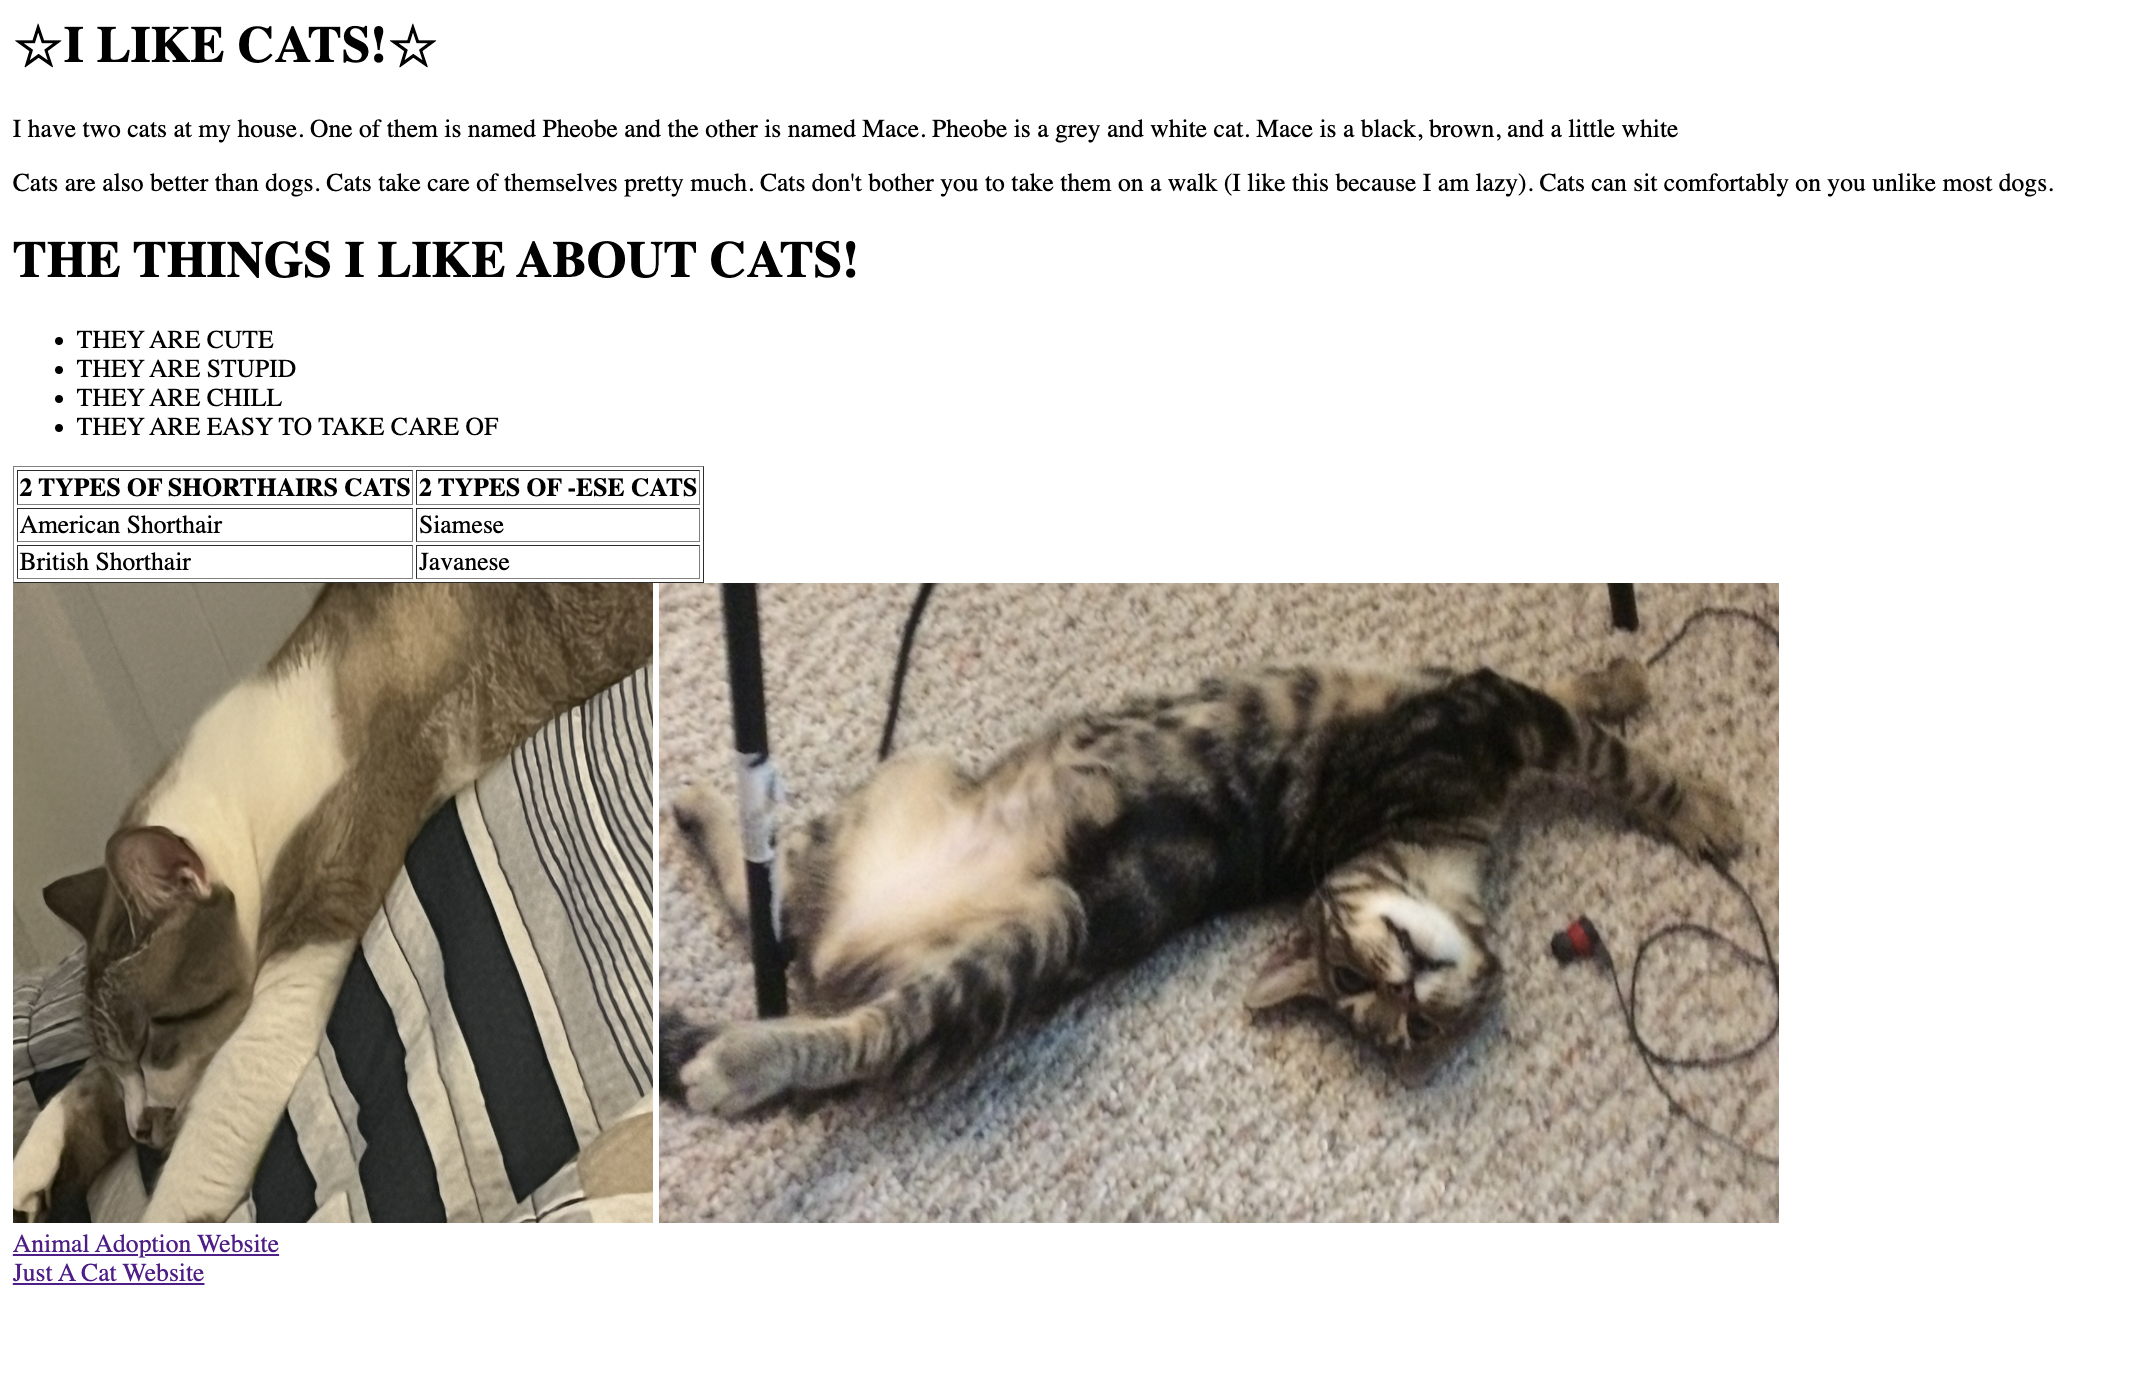 ☆I LIKE CATS!☆
I have two cats at my house. One of them is named Pheobe and the other is named Mace. Pheobe is a grey and white cat. Mace is a black, brown, and a little white
Cats are also better than dogs. Cats take care of themselves pretty much. Cats don't bother you to take them on a walk (I like this because I am lazy). Cats can sit comfortably on you unlike most dogs.
THE THINGS I LIKE ABOUT CATS!
• THEY ARE CUTE
• THEY ARE STUPID
• THEY ARE CHILL
• THEY ARE EASY TO TAKE CARE OF
2 TYPES OF SHORTHAIRS CATS 2 TYPES OF -ESE CATS
American Shorthair Siamese
British Shorthair Javanese
Animal Adoption Website
Just A Cat Website